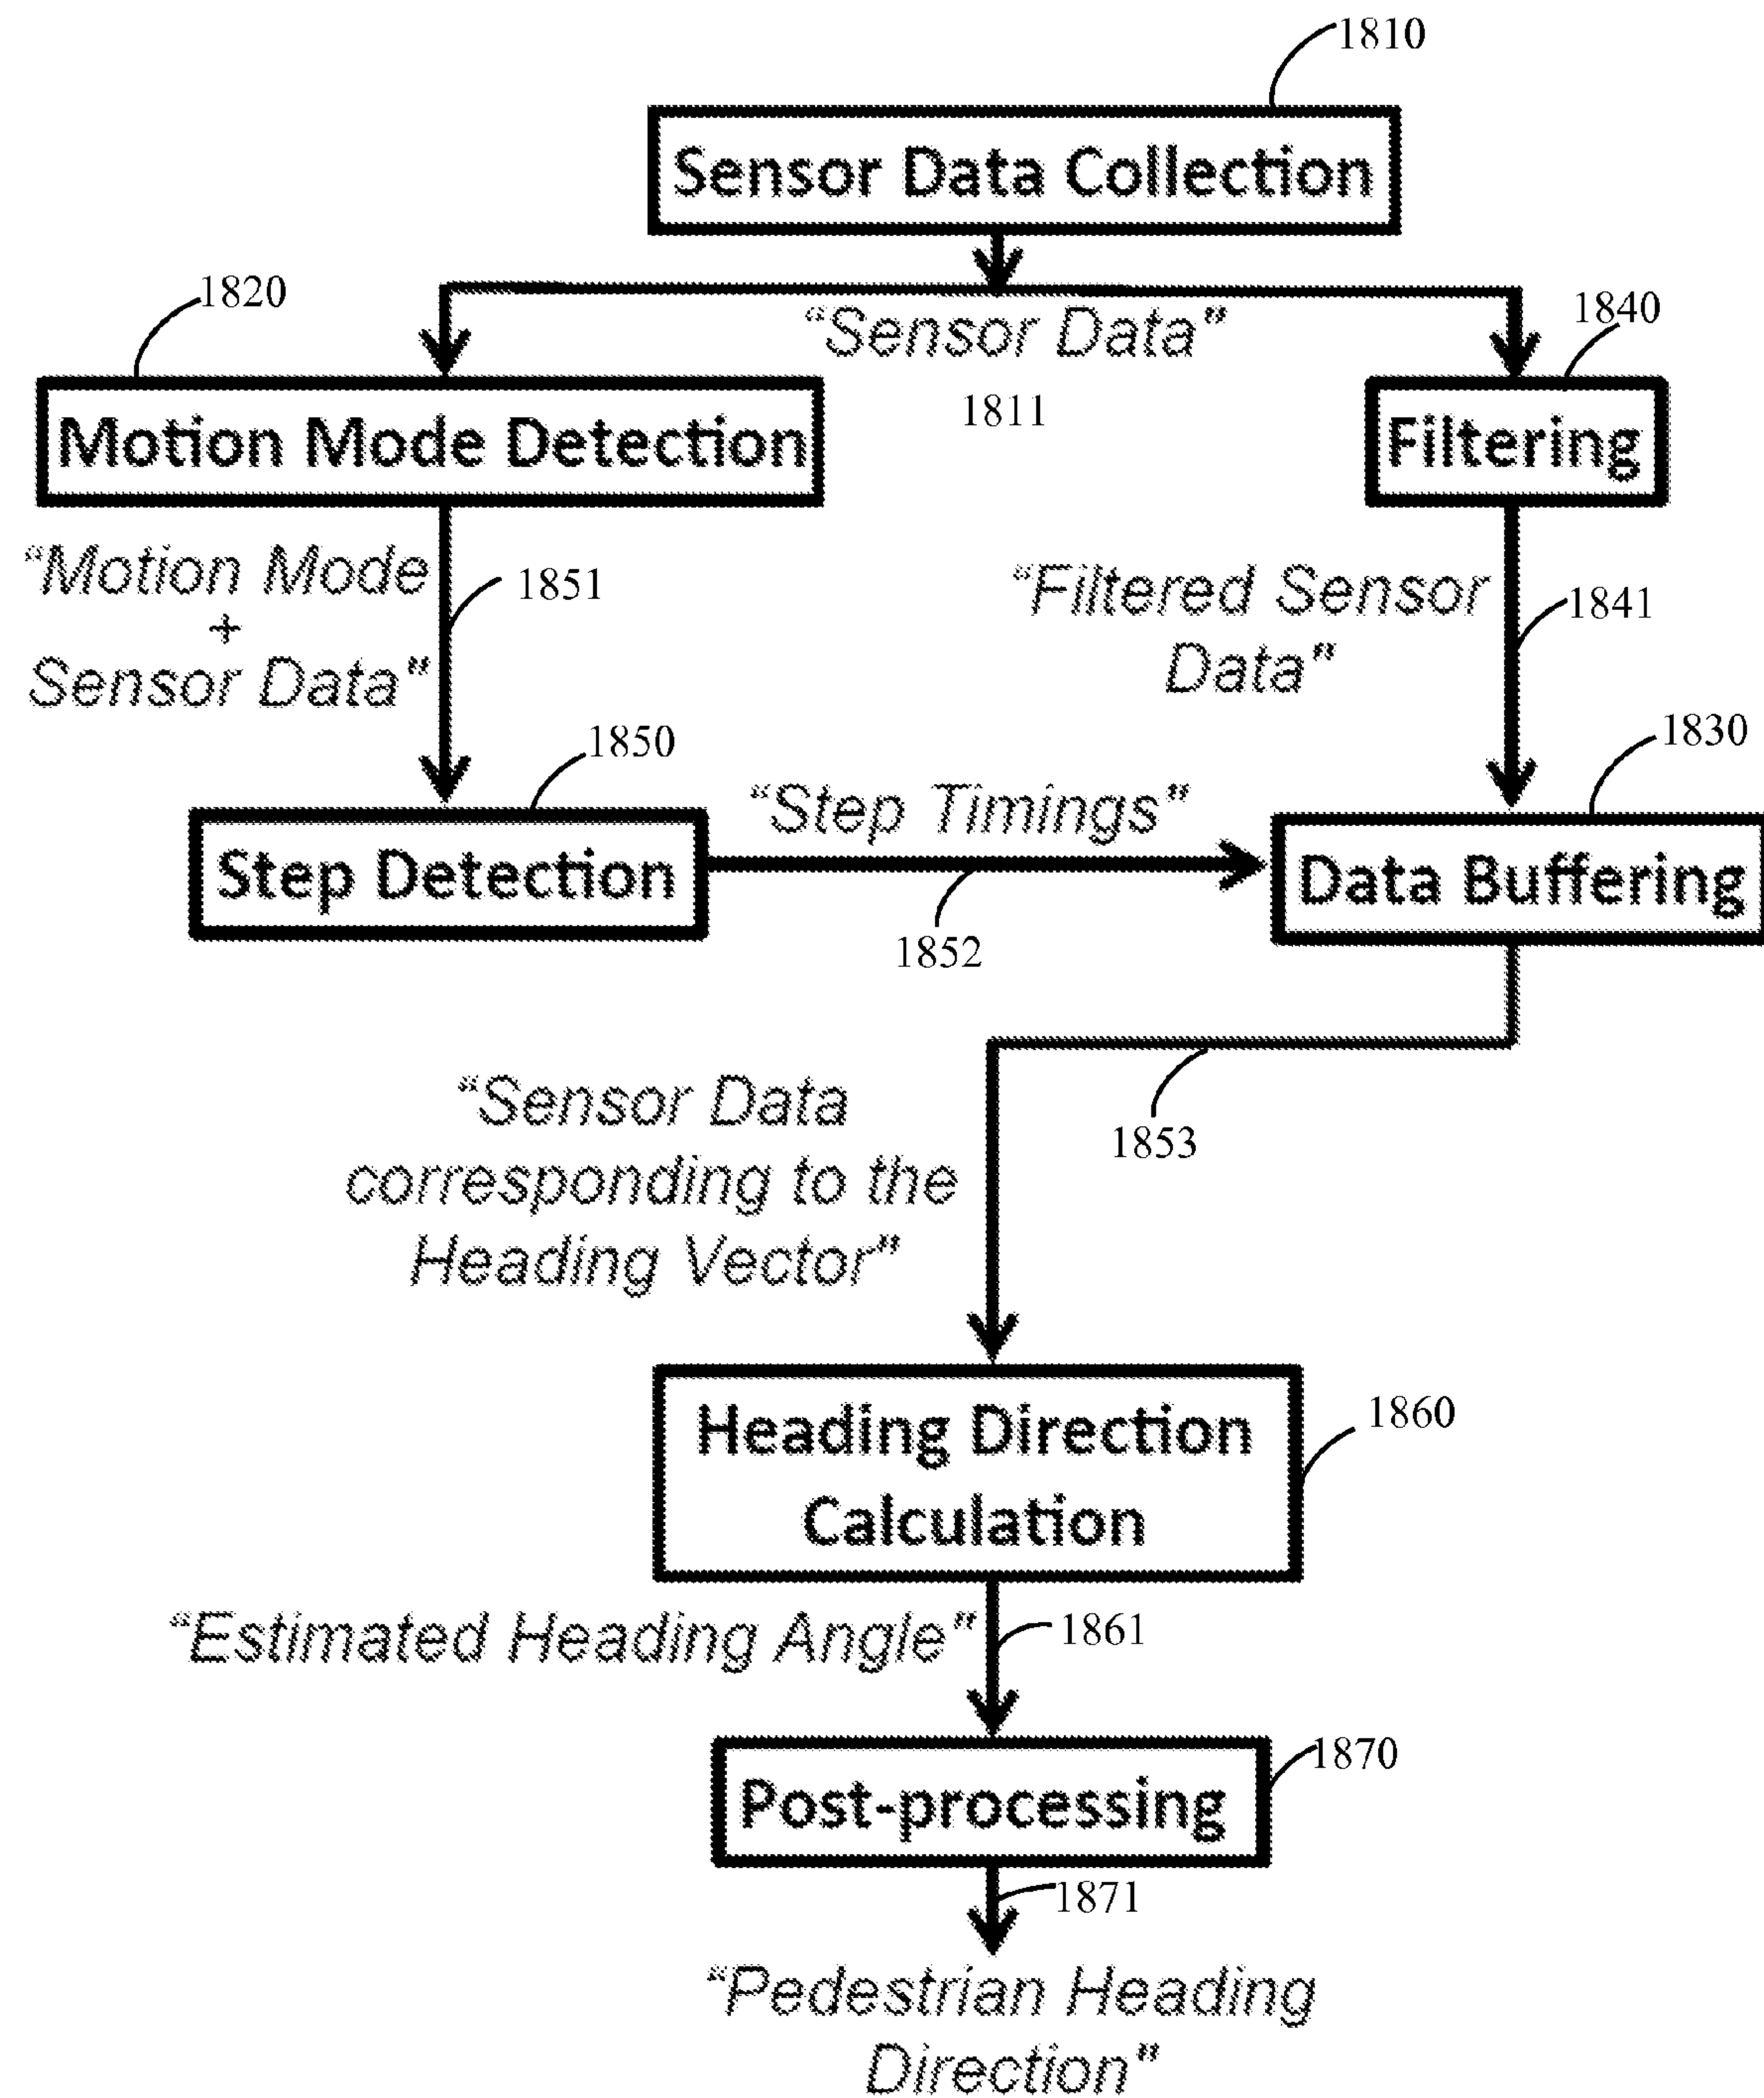 1810
Sensor Data Collection
1820
“Sensor Data"
1840
1811
Motion Mode Detection
Filtering
“Motion Mode
+
Sensor Data"
1851
“Filtered Sensor
Data"
1841
1850
“Step Timings"
1830
Step Detection
Data Buffering
1852
“Sensor Data
corresponding to the
Heading Vector"
1853
Heading Direction
Calculation
1860
“Estimated Heading Angle"
1861
Post-processing
1870
1871
“Pedestrian Heading
Direction"